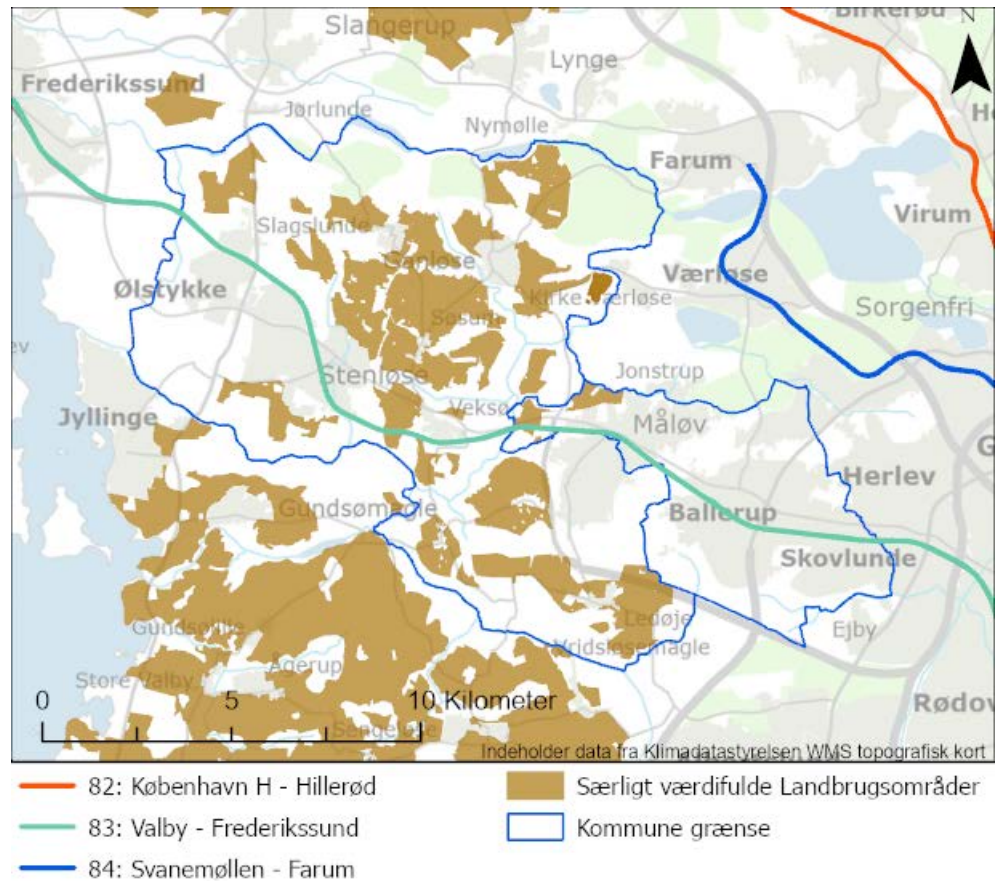 Birkerød
N
Slangerup
Lynge
Frederikssund
Jørlunde
Nymølle
Farum
Virum
Slagslunde
Ganløse
Værløse
Ølstykke
Kirke Værløse
Sorgenfri
Søsum
Stenløse
Jonstrup
Veksø
Jyllinge
Måløv
Herlev
G
Gundsømagle
Ballerup
Skovlunde
Gundsølille
Ledøje
Ejby
Vridsløsemagle
Ågerup
Store Valby
Rødov
0 5 10 Kilometer
Sengeløse
Indeholder data fra Klimadatastyrelsen WMS topografisk kort
82: København H - Hillerød
Særligt værdifulde Landbrugsområder
83: Valby - Frederikssund
Kommune grænse
84: Svanemøllen - Farum